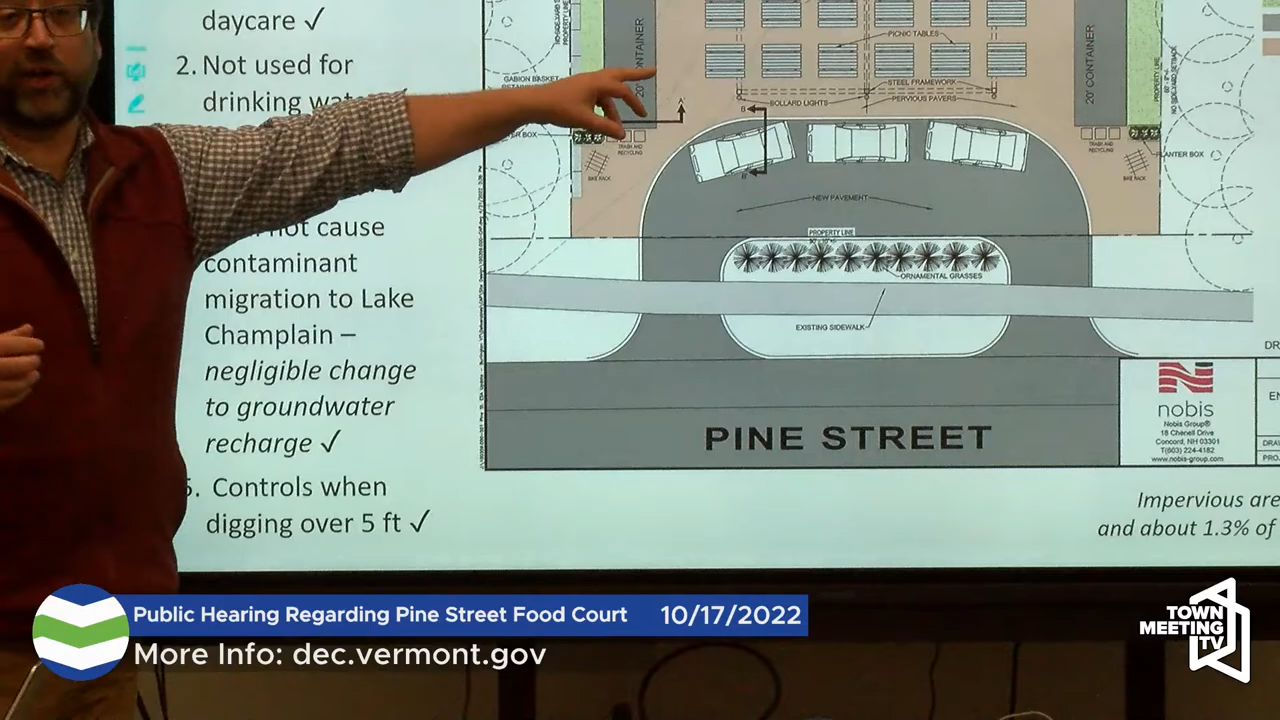 daycare ✓
2. Not used for
drinking
not cause
contaminant
migration to Lake
Champlain –
negligible change
to groundwater
recharge ✓
Controls when
digging over 5 ft ✓
PICNIC TABLES
STEEL FRAMEWORK
BOLLARD LIGHTS
PERVIOUS PAVERS
GABION BASKET
20' CONTAINER
PROPERTY LINE
TRASH AND
RECYCLING
BIKE RACK
TRASH AND
RECYCLING
BIKE RACK
PLANTER BOX
NEW PAVEMENT
PROPERTY LINE
ORNAMENTAL GRASSES
EXISTING SIDEWALK
PINE STREET
nobis
Nobis Group®
18 Chenell Drive
Concord, NH 03301
T(603) 224-4182
www.nobis-group.com
Impervious are
and about 1.3% of
Public Hearing Regarding Pine Street Food Court 10/17/2022
More Info: dec.vermont.gov
TOWN
MEETING
TV